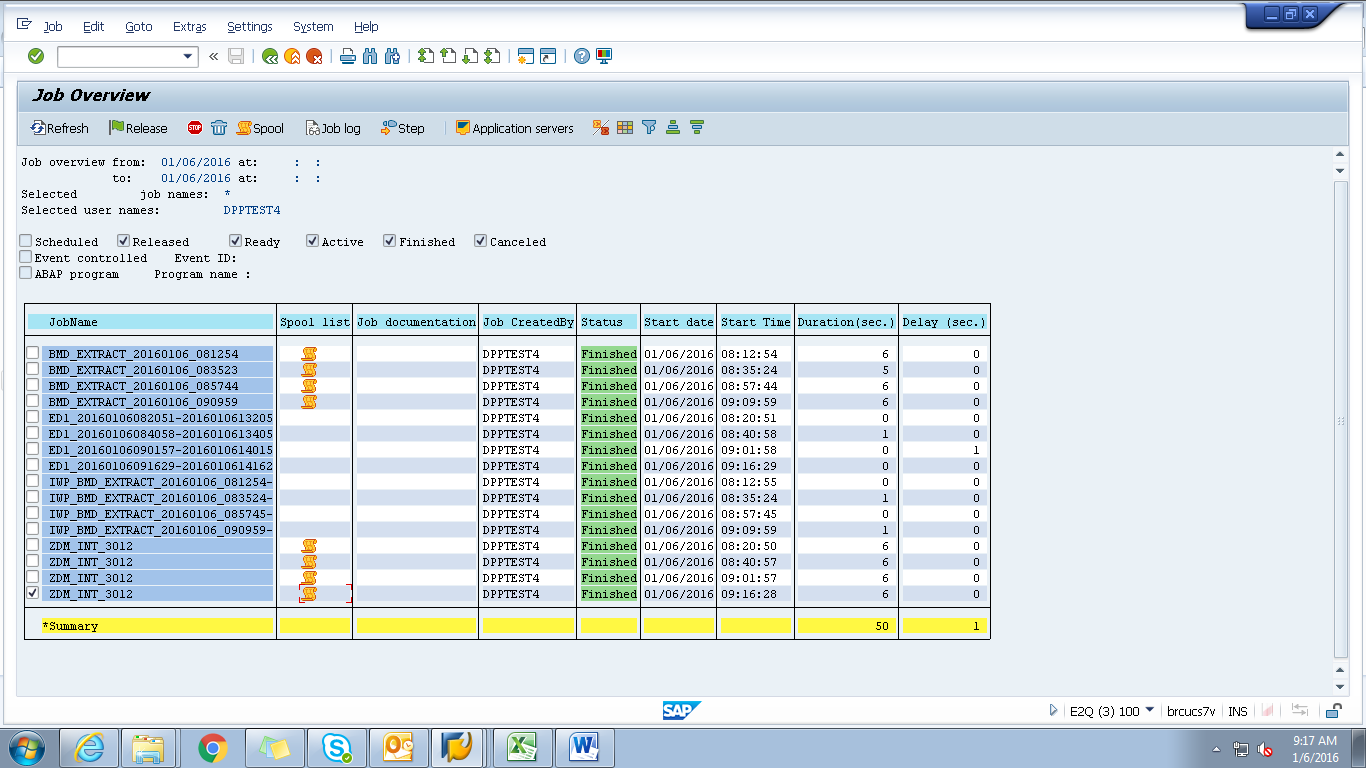 Job Edit Goto Extras Settings System Help
Job Overview
Refresh Release STOP Spool Job log Step Application servers
Job overview from: 01/06/2016 at: : :
to: 01/06/2016 at: : :
Selected job names: *
Selected user names: DPPTEST4
Scheduled Released Ready Active Finished Canceled
Event controlled Event ID:
ABAP program Program name :
JobName Spool list Job documentation Job CreatedBy Status Start date Start Time Duration(sec.) Delay (sec.)
BMD_EXTRACT_20160106_081254 DPPTEST4 Finished 01/06/2016 08:12:54 6 0
BMD_EXTRACT_20160106_083523 DPPTEST4 Finished 01/06/2016 08:35:24 5 0
BMD_EXTRACT_20160106_085744 DPPTEST4 Finished 01/06/2016 08:57:44 6 0
BMD_EXTRACT_20160106_090959 DPPTEST4 Finished 01/06/2016 09:09:59 6 0
ED1_20160106082051-2016010613205 DPPTEST4 Finished 01/06/2016 08:20:51 0 0
ED1_20160106084058-2016010613405 DPPTEST4 Finished 01/06/2016 08:40:58 1 0
ED1_20160106090157-2016010614015 DPPTEST4 Finished 01/06/2016 09:01:58 0 1
ED1_20160106091629-2016010614162 DPPTEST4 Finished 01/06/2016 09:16:29 0 0
IWP_BMD_EXTRACT_20160106_081254- DPPTEST4 Finished 01/06/2016 08:12:55 0 0
IWP_BMD_EXTRACT_20160106_083524- DPPTEST4 Finished 01/06/2016 08:35:24 1 0
IWP_BMD_EXTRACT_20160106_085745- DPPTEST4 Finished 01/06/2016 08:57:45 0 0
IWP_BMD_EXTRACT_20160106_090959- DPPTEST4 Finished 01/06/2016 09:09:59 1 0
ZDM_INT_3012 DPPTEST4 Finished 01/06/2016 08:20:50 6 0
ZDM_INT_3012 DPPTEST4 Finished 01/06/2016 08:40:57 6 0
ZDM_INT_3012 DPPTEST4 Finished 01/06/2016 09:01:57 6 0
ZDM_INT_3012 DPPTEST4 Finished 01/06/2016 09:16:28 6 0
*Summary 50 1
SAP E2Q (3) 100 brcucs7v INS
9:17 AM
1/6/2016